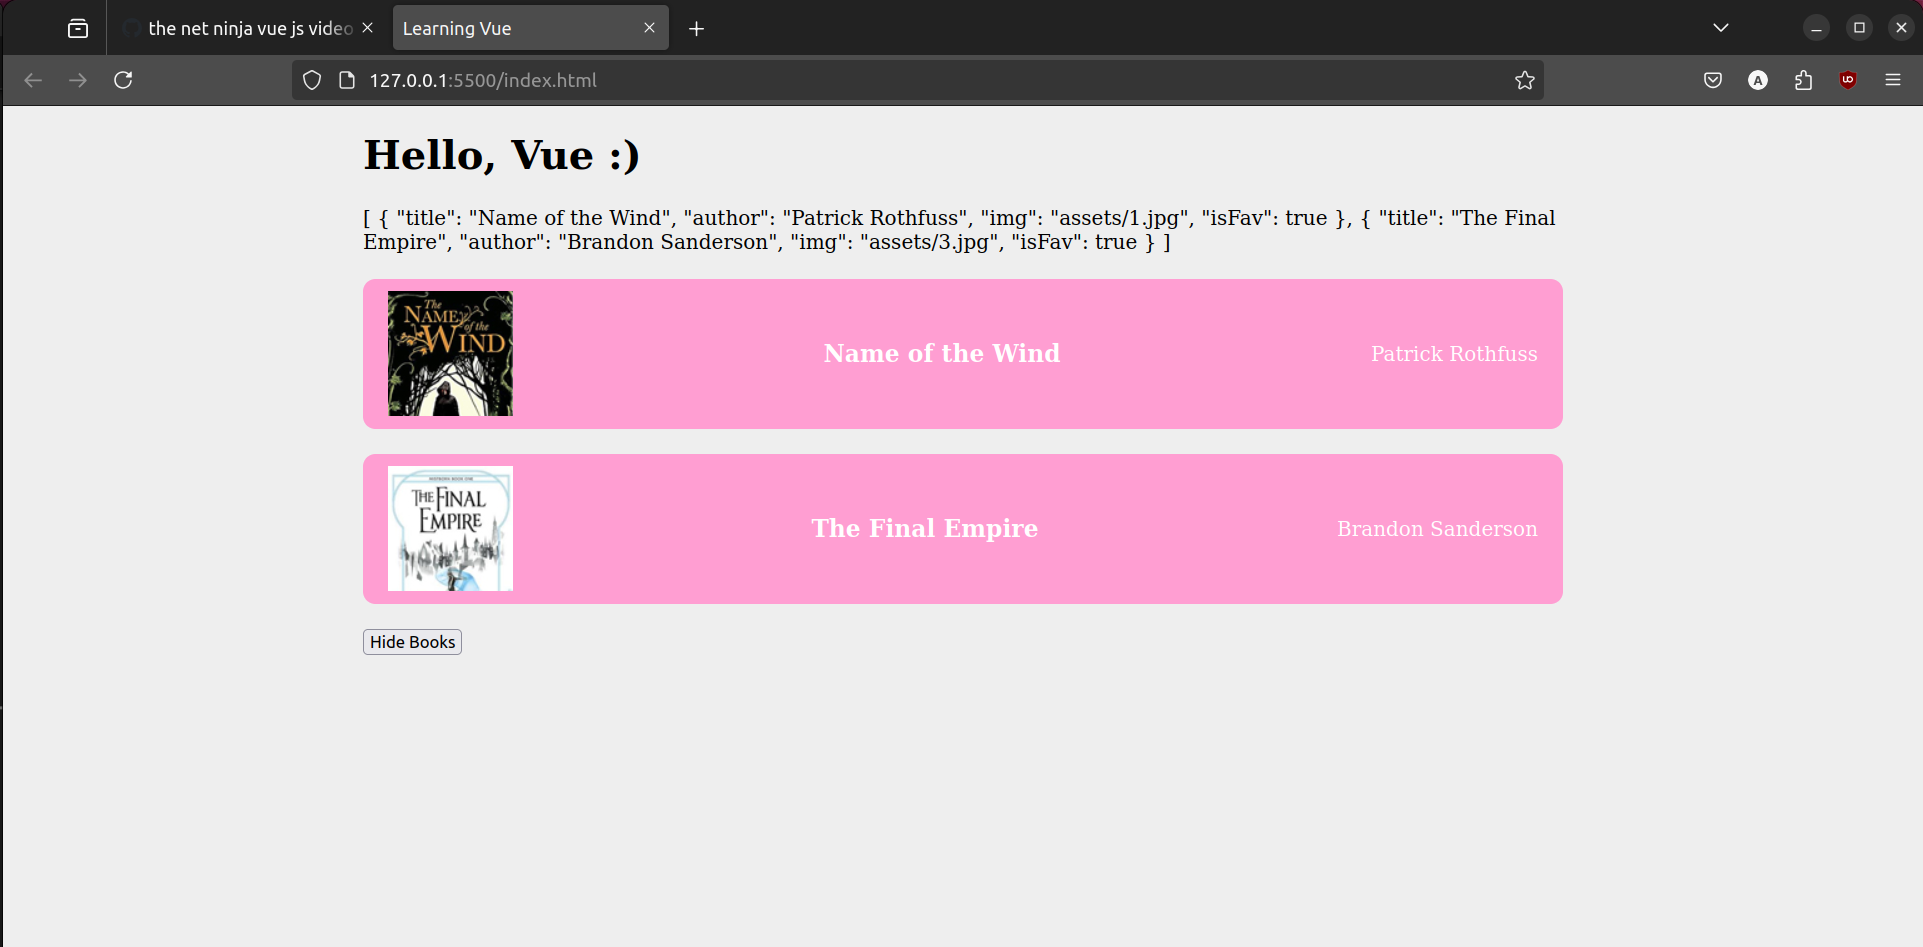 the net ninja vue js video
Learning Vue
127.0.0.1:5500/index.html
A
Hello, Vue :)
[ { "title": "Name of the Wind", "author": "Patrick Rothfuss", "img": "assets/1.jpg", "isFav": true }, { "title": "The Final
Empire", "author": "Brandon Sanderson", "img": "assets/3.jpg", "isFav": true } ]
The
NAME
of the
WIND
Name of the Wind
Patrick Rothfuss
MISTBORN BOOK ONE
THE FINAL
EMPIRE
The Final Empire
Brandon Sanderson
Hide Books